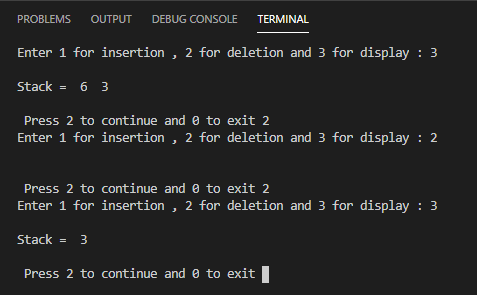 PROBLEMS OUTPUT DEBUG CONSOLE TERMINAL
Enter 1 for insertion , 2 for deletion and 3 for display : 3
Stack =  6  3
Press 2 to continue and 0 to exit 2
Enter 1 for insertion , 2 for deletion and 3 for display : 2
Press 2 to continue and 0 to exit 2
Enter 1 for insertion , 2 for deletion and 3 for display : 3
Stack =  3
Press 2 to continue and 0 to exit